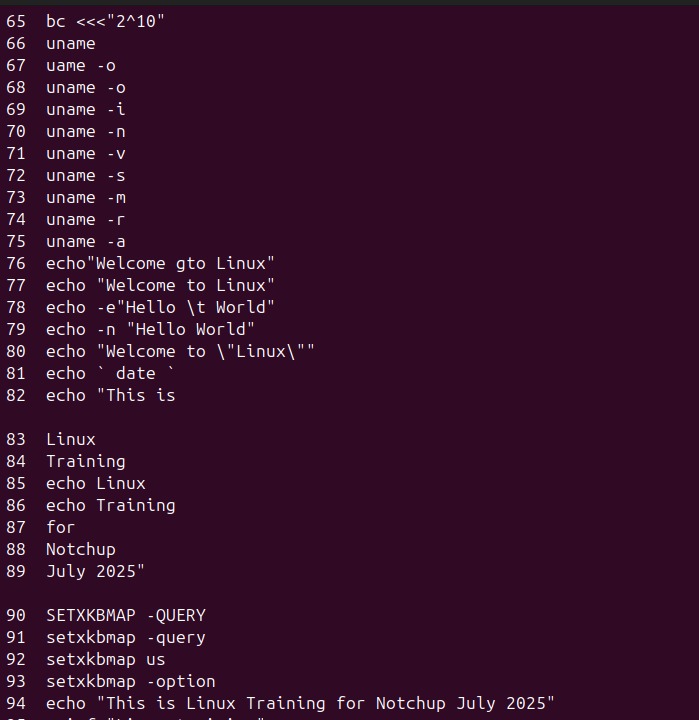 65 bc <<<"2^10"
66 uname
67 uame -o
68 uname -o
69 uname -i
70 uname -n
71 uname -v
72 uname -s
73 uname -m
74 uname -r
75 uname -a
76 echo"Welcome gto Linux"
77 echo "Welcome to Linux"
78 echo -e"Hello \t World"
79 echo -n "Hello World"
80 echo "Welcome to \"Linux\""
81 echo ` date `
82 echo "This is
83 Linux
84 Training
85 echo Linux
86 echo Training
87 for
88 Notchup
89 July 2025"
90 SETXKBMAP -QUERY
91 setxkbmap -query
92 setxkbmap us
93 setxkbmap -option
94 echo "This is Linux Training for Notchup July 2025"